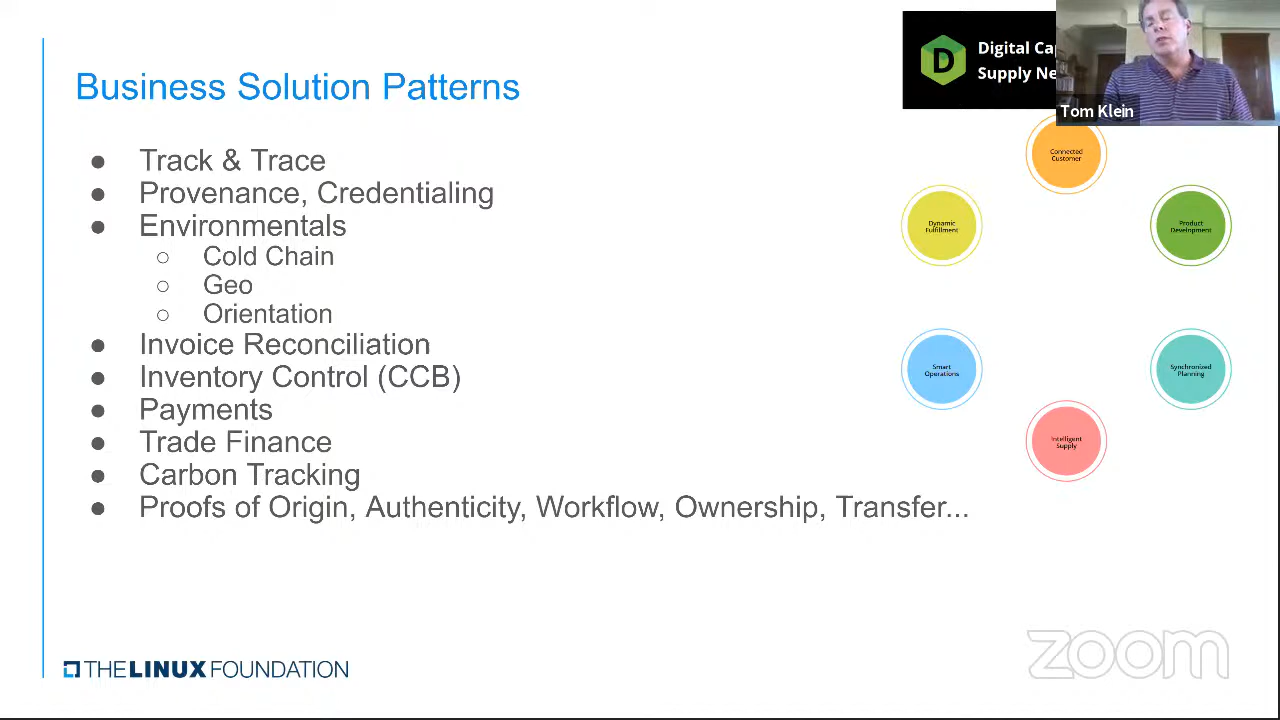 Business Solution Patterns
● Track & Trace
● Provenance, Credentialing
● Environmentals
○ Cold Chain
○ Geo
○ Orientation
● Invoice Reconciliation
● Inventory Control (CCB)
● Payments
● Trade Finance
● Carbon Tracking
● Proofs of Origin, Authenticity, Workflow, Ownership, Transfer...
D
Digital
Supply
Tom Klein
Connected
Customer
Dynamic
Fulfillment
Product
Development
Smart
Operations
Synchronized
Planning
Intelligent
Supply
THE LINUX FOUNDATION
zoom